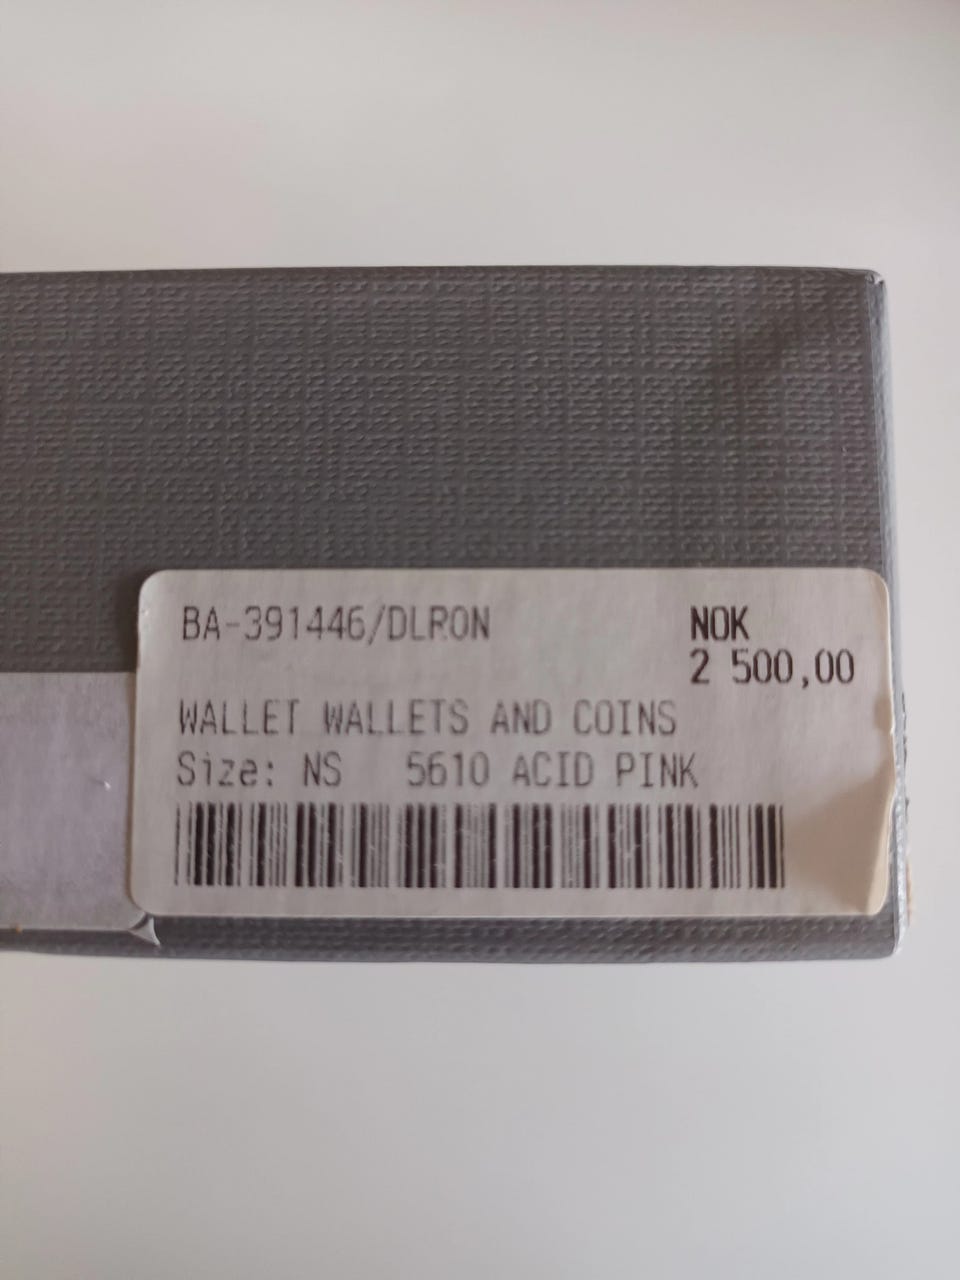 BA-391446/DLRON
NOK
2 500,00
WALLET WALLETS AND COINS
Size: NS 5610 ACID PINK